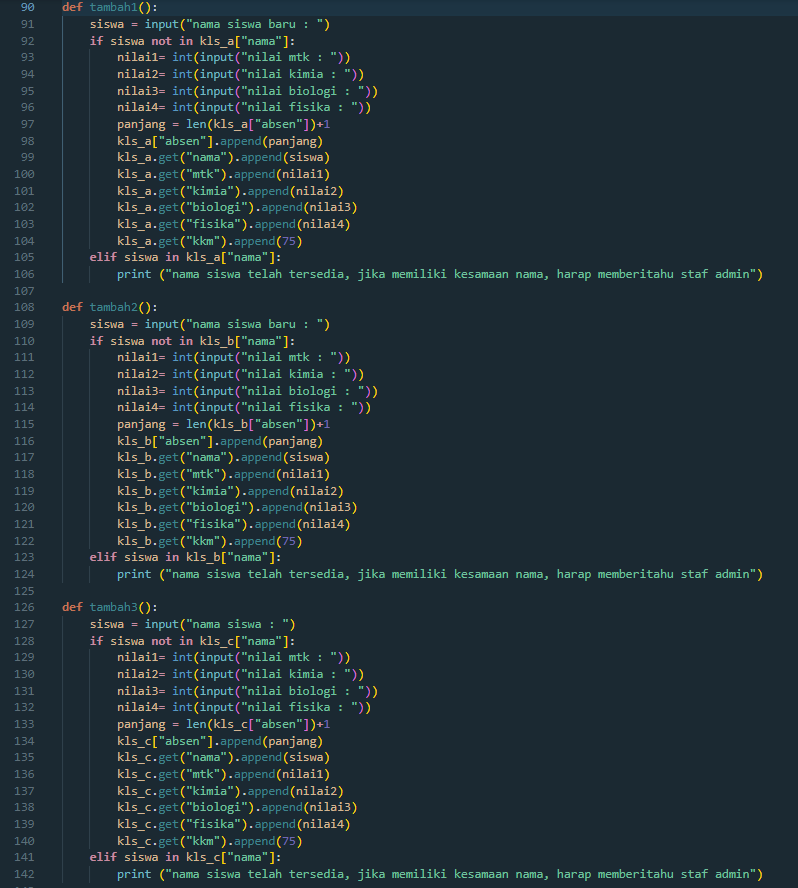 90 def tambah1():
91     siswa = input("nama siswa baru : ")
92     if siswa not in kls_a["nama"]:
93         nilai1= int(input("nilai mtk : "))
94         nilai2= int(input("nilai kimia : "))
95         nilai3= int(input("nilai biologi : "))
96         nilai4= int(input("nilai fisika : "))
97         panjang = len(kls_a["absen"])+1
98         kls_a["absen"].append(panjang)
99         kls_a.get("nama").append(siswa)
100         kls_a.get("mtk").append(nilai1)
101         kls_a.get("kimia").append(nilai2)
102         kls_a.get("biologi").append(nilai3)
103         kls_a.get("fisika").append(nilai4)
104         kls_a.get("kkm").append(75)
105     elif siswa in kls_a["nama"]:
106         print ("nama siswa telah tersedia, jika memiliki kesamaan nama, harap memberitahu staf admin")
107
108 def tambah2():
109     siswa = input("nama siswa baru : ")
110     if siswa not in kls_b["nama"]:
111         nilai1= int(input("nilai mtk : "))
112         nilai2= int(input("nilai kimia : "))
113         nilai3= int(input("nilai biologi : "))
114         nilai4= int(input("nilai fisika : "))
115         panjang = len(kls_b["absen"])+1
116         kls_b["absen"].append(panjang)
117         kls_b.get("nama").append(siswa)
118         kls_b.get("mtk").append(nilai1)
119         kls_b.get("kimia").append(nilai2)
120         kls_b.get("biologi").append(nilai3)
121         kls_b.get("fisika").append(nilai4)
122         kls_b.get("kkm").append(75)
123     elif siswa in kls_b["nama"]:
124         print ("nama siswa telah tersedia, jika memiliki kesamaan nama, harap memberitahu staf admin")
125
126 def tambah3():
127     siswa = input("nama siswa : ")
128     if siswa not in kls_c["nama"]:
129         nilai1= int(input("nilai mtk : "))
130         nilai2= int(input("nilai kimia : "))
131         nilai3= int(input("nilai biologi : "))
132         nilai4= int(input("nilai fisika : "))
133         panjang = len(kls_c["absen"])+1
134         kls_c["absen"].append(panjang)
135         kls_c.get("nama").append(siswa)
136         kls_c.get("mtk").append(nilai1)
137         kls_c.get("kimia").append(nilai2)
138         kls_c.get("biologi").append(nilai3)
139         kls_c.get("fisika").append(nilai4)
140         kls_c.get("kkm").append(75)
141     elif siswa in kls_c["nama"]:
142         print ("nama siswa telah tersedia, jika memiliki kesamaan nama, harap memberitahu staf admin")